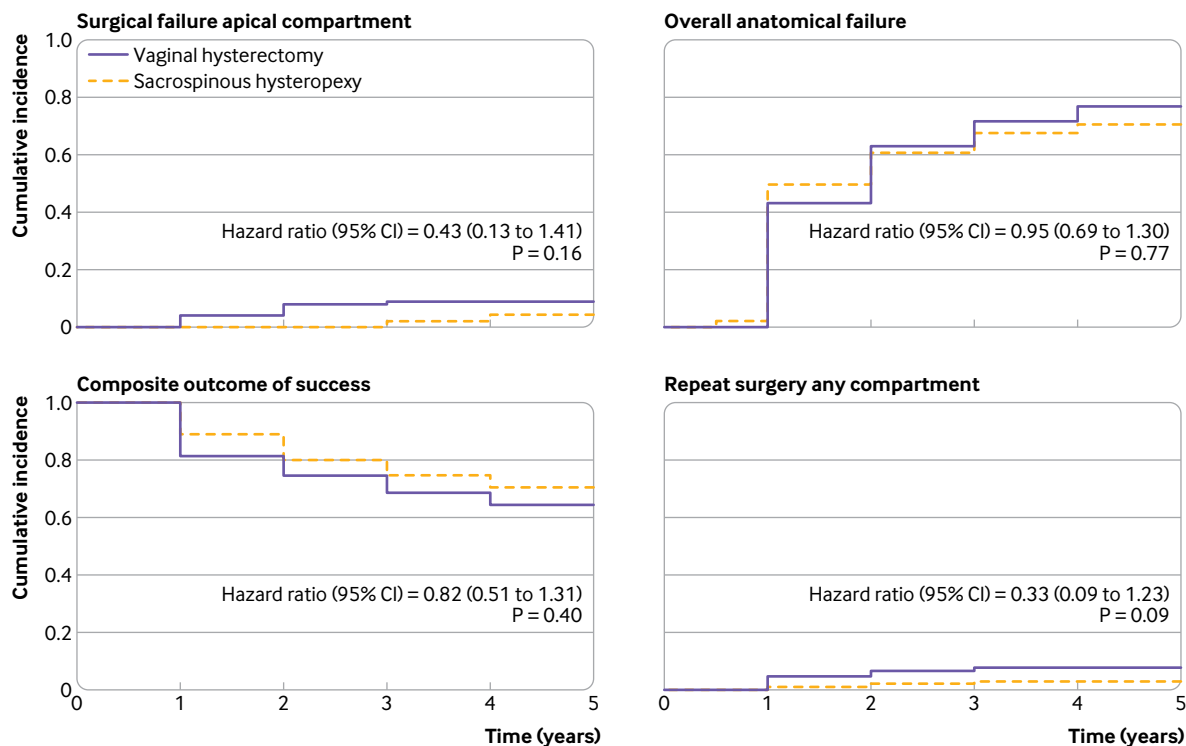 Surgical failure apical compartment
Cumulative incidence
1.0
0.8
0.6
0.4
0.2
0
Vaginal hysterectomy
Sacrospinous hysteropexy
Hazard ratio (95% CI) = 0.43 (0.13 to 1.41)
P = 0.16
Overall anatomical failure
Hazard ratio (95% CI) = 0.95 (0.69 to 1.30)
P = 0.77
Composite outcome of success
Cumulative incidence
1.0
0.8
0.6
0.4
0.2
0
Hazard ratio (95% CI) = 0.82 (0.51 to 1.31)
P = 0.40
0 1 2 3 4 5
Time (years)
Repeat surgery any compartment
Hazard ratio (95% CI) = 0.33 (0.09 to 1.23)
P = 0.09
0 1 2 3 4 5
Time (years)